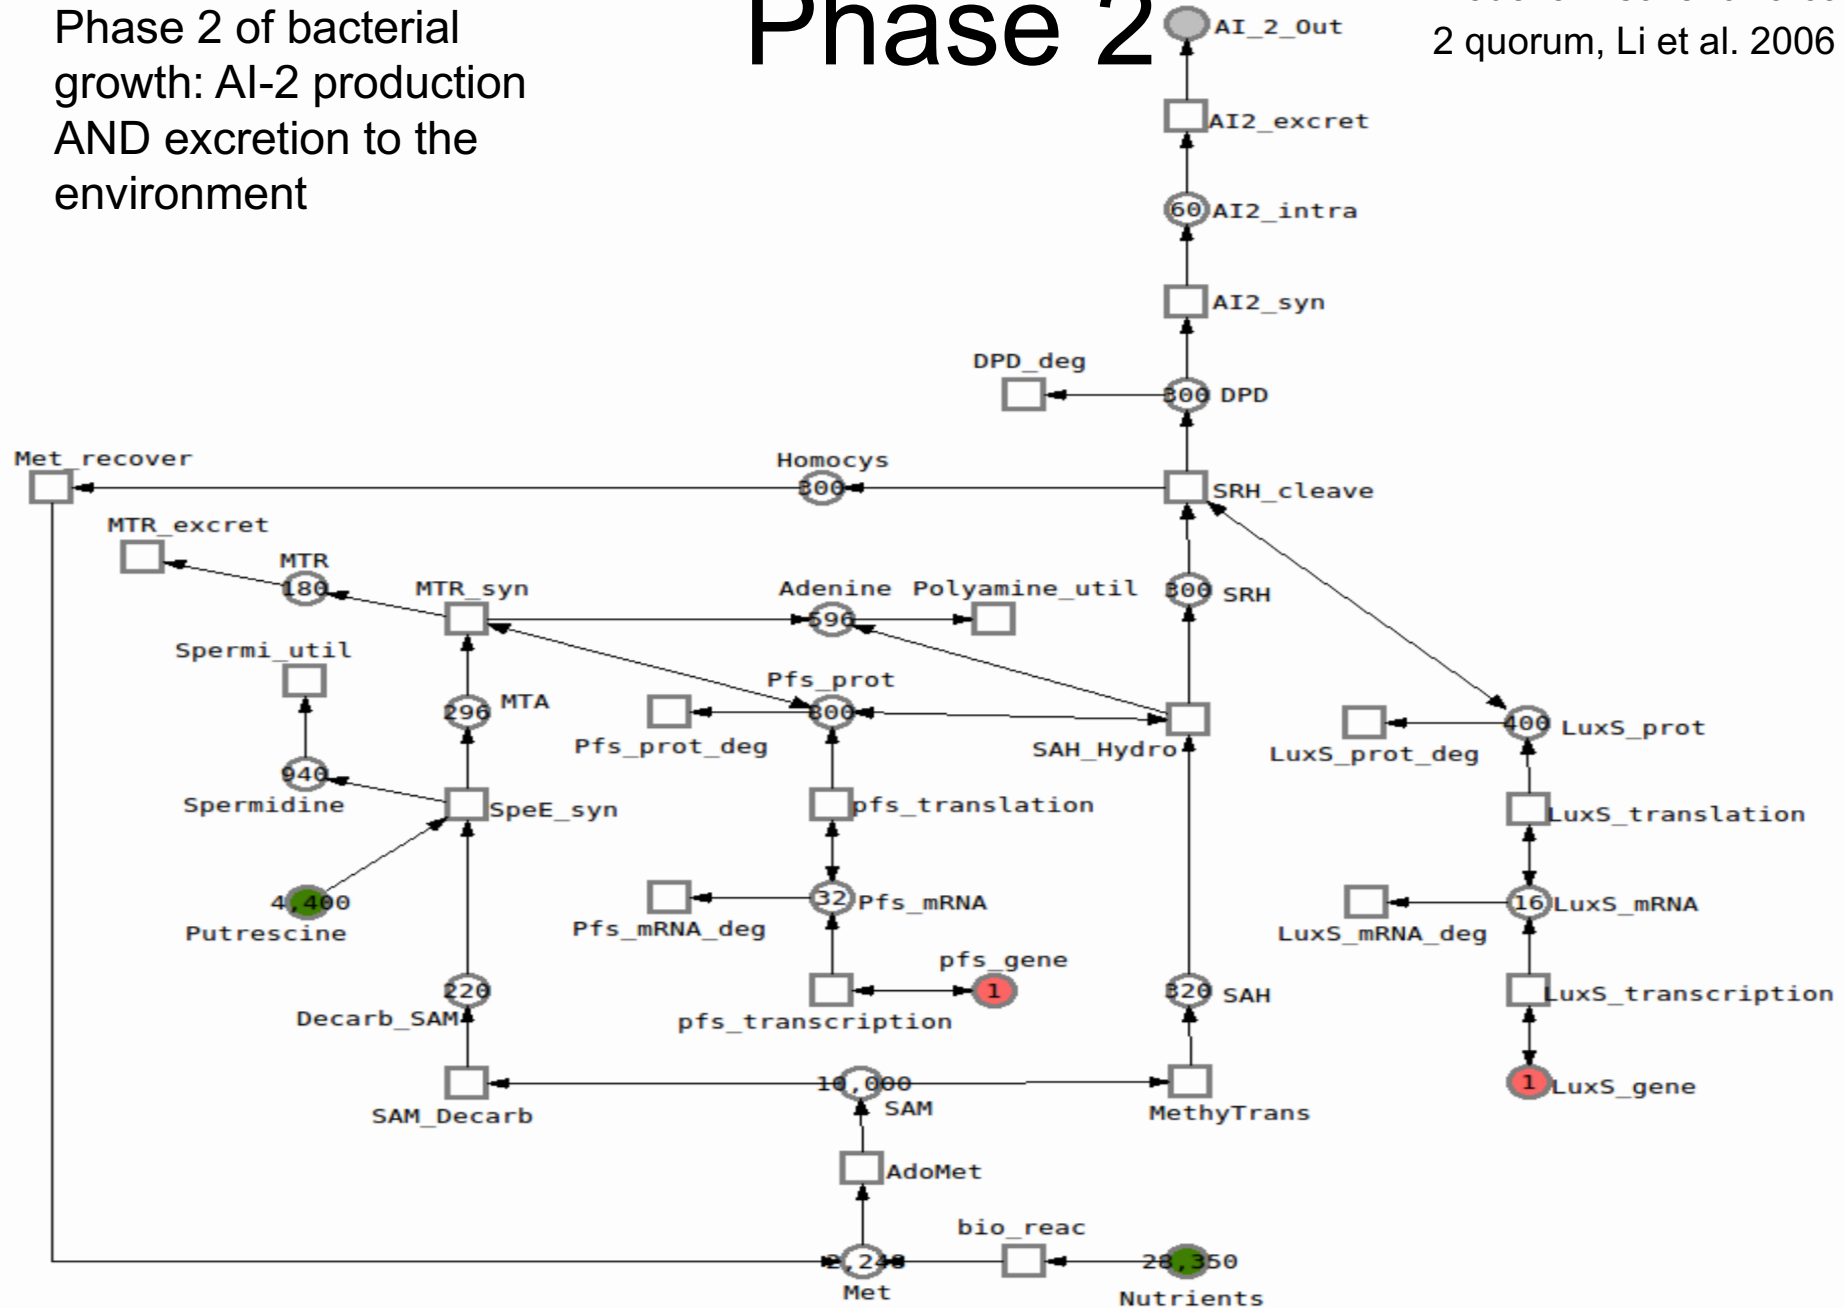 Phase 2 of bacterial
growth: AI-2 production
AND excretion to the
environment
Phase 2
2 quorum, Li et al. 2006
AI_2_Out
AI2_excret
60 AI2_intra
AI2_syn
DPD_deg
300 DPD
Met_recover
Homocys
300
SRH_cleave
MTR_excret
MTR
180
MTR_syn
Adenine
596
Polyamine_util
300 SRH
Spermi_util
Pfs_prot
296 MTA
800
Pfs_prot_deg
SAH_Hydro
400 LuxS_prot
LuxS_prot_deg
940
Spermidine
SpeE_syn
pfs_translation
LuxS_translation
4,400
Putrescine
32 Pfs_mRNA
Pfs_mRNA_deg
16 LuxS_mRNA
LuxS_mRNA_deg
pfs_gene
220
Decarb_SAM
1
pfs_transcription
320 SAH
LuxS_transcription
10,000
SAM
SAM_Decarb
MethyTrans
1 LuxS_gene
AdoMet
bio_reac
Met
28,350
Nutrients